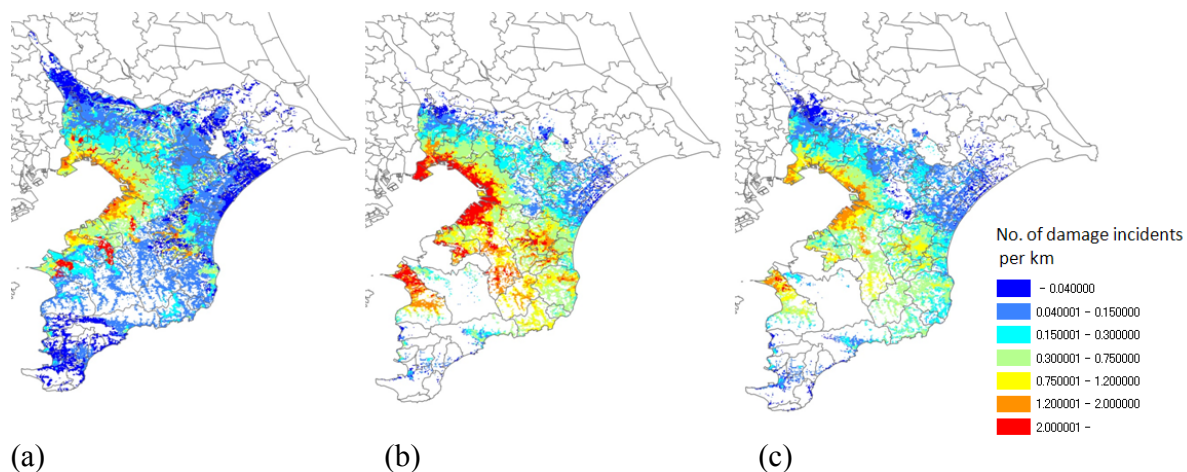 No. of damage incidents
per km
- 0.040000
0.040001 - 0.150000
0.150001 - 0.300000
0.300001 - 0.750000
0.750001 - 1.200000
1.200001 - 2.000000
2.000001 -
(a) (b) (c)